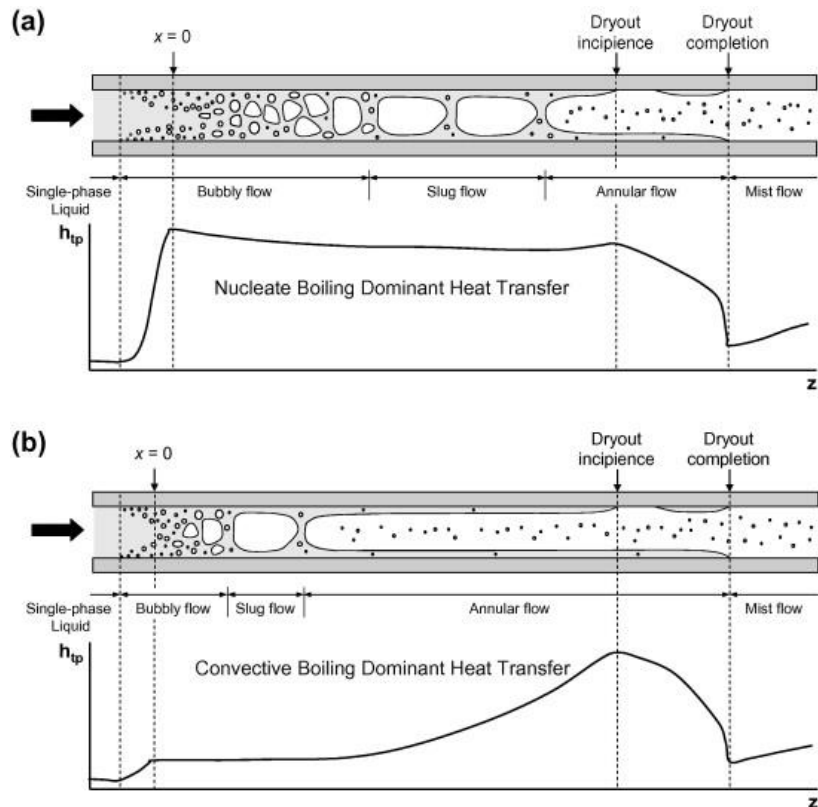 (a)
x = 0
Dryout
incipience
Dryout
completion
Single-phase
Liquid
Bubbly flow
Slug flow
Annular flow
Mist flow
htp
Nucleate Boiling Dominant Heat Transfer
z
(b)
x = 0
Dryout
incipience
Dryout
completion
Single-phase
Liquid
Bubbly flow
Slug flow
Annular flow
Mist flow
htp
Convective Boiling Dominant Heat Transfer
z